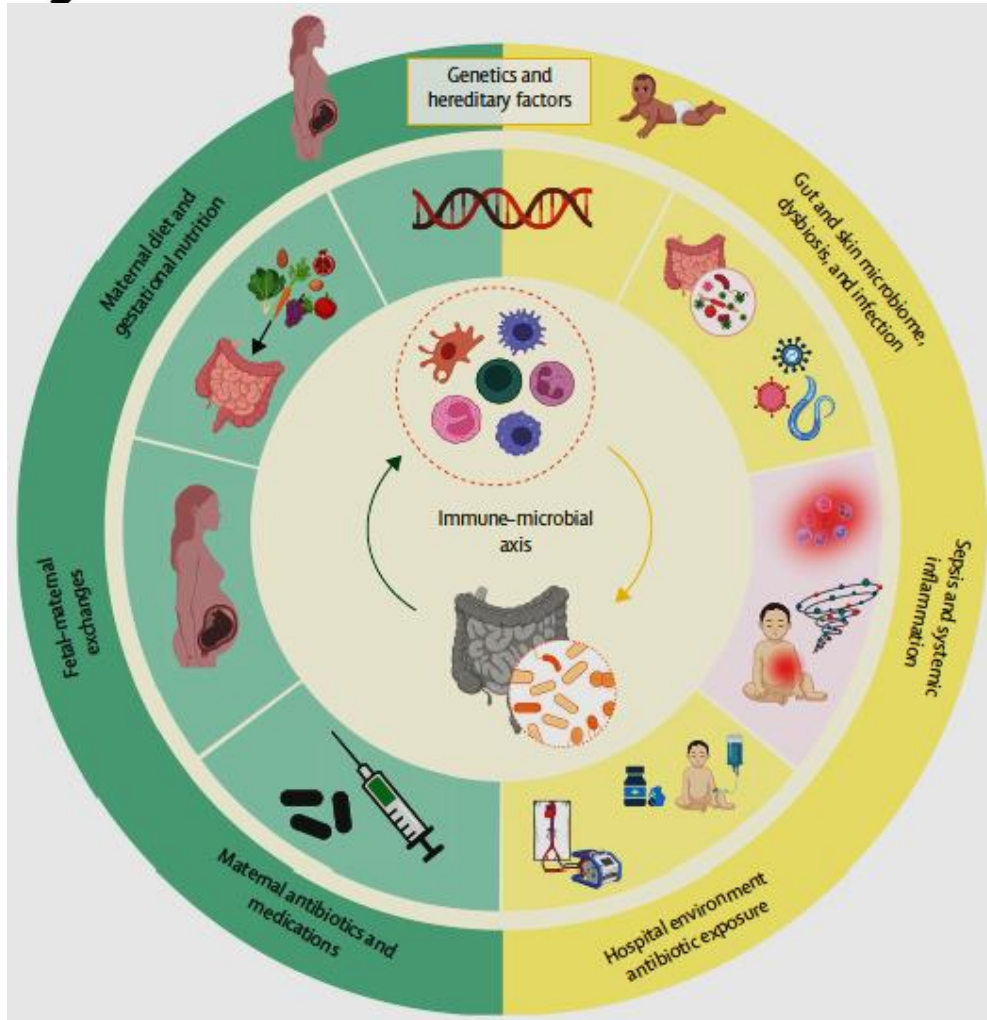 Genetics and
hereditary factors
Maternal diet and
gestational nutrition
Gut and skin microbiome,
dysbiosis, and infection
Immune–microbial
axis
Fetal–maternal
exchanges
Sepsis and systemic
inflammation
Maternal antibiotics and
medications
Hospital environment
antibiotic exposure